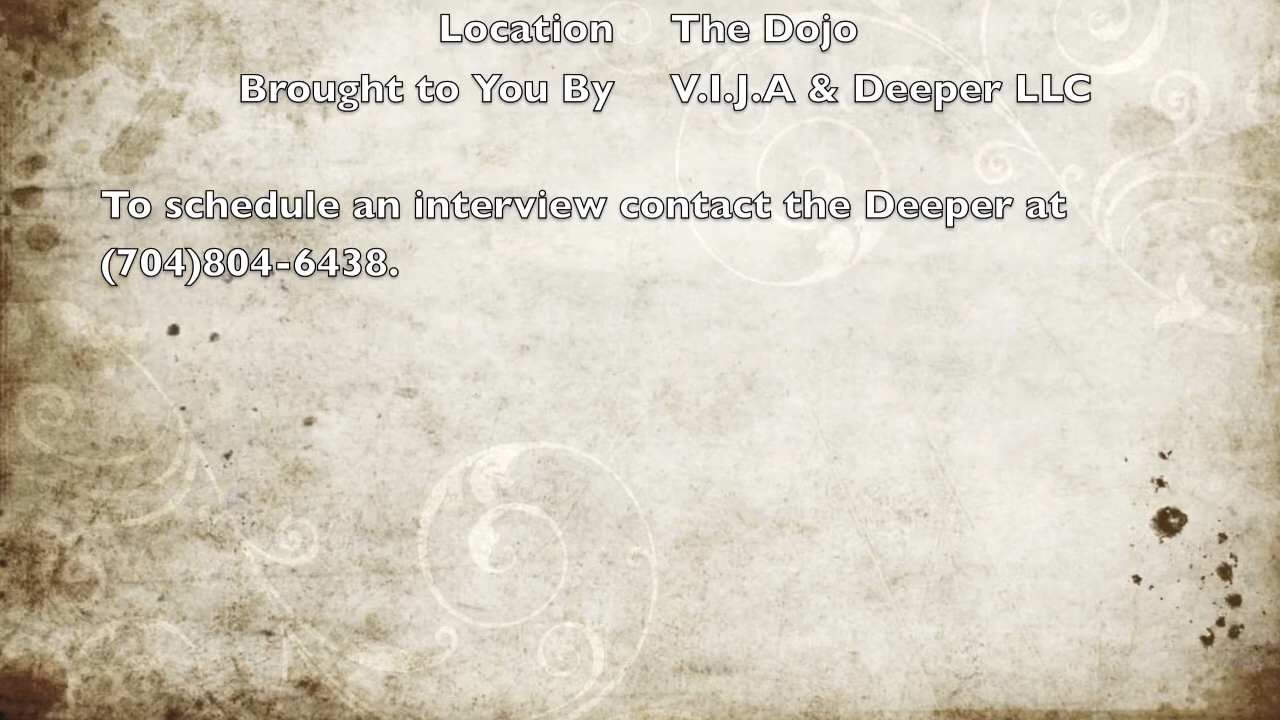 Location The Dojo
Brought to You By V.I.J.A & Deeper LLC
To schedule an interview contact the Deeper at
(704)804-6438.